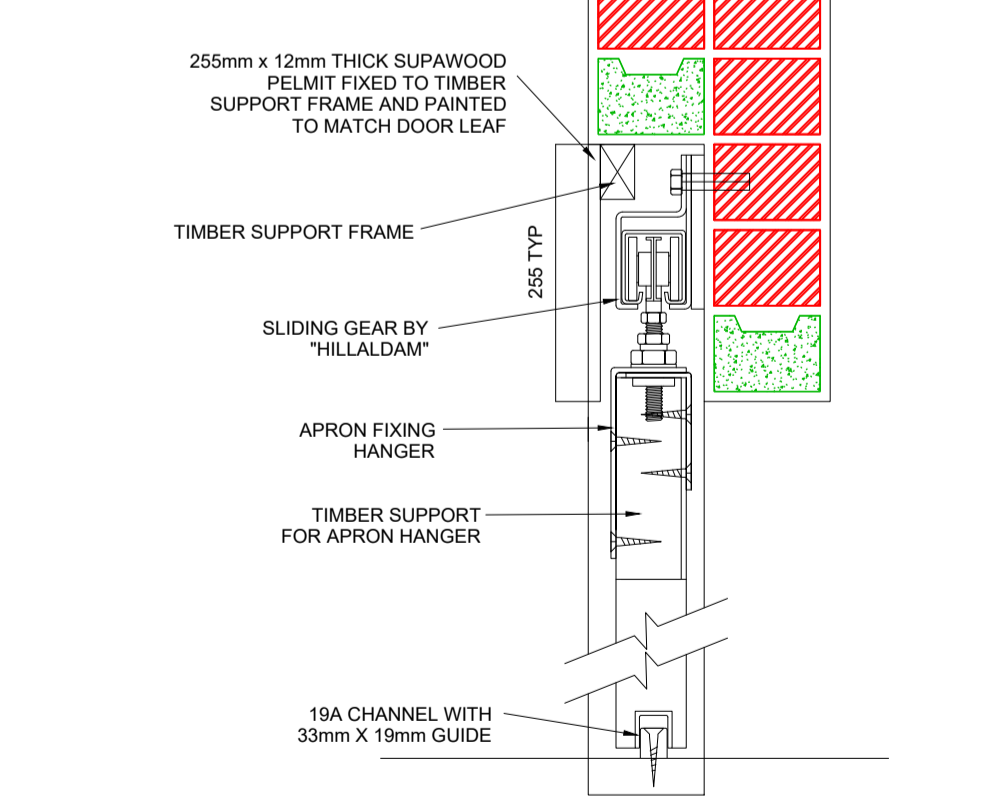 255mm x 12mm THICK SUPAWOOD
PELMIT FIXED TO TIMBER
SUPPORT FRAME AND PAINTED
TO MATCH DOOR LEAF
TIMBER SUPPORT FRAME
255 TYP
SLIDING GEAR BY
"HILLALDAM"
APRON FIXING
HANGER
TIMBER SUPPORT
FOR APRON HANGER
19A CHANNEL WITH
33mm X 19mm GUIDE